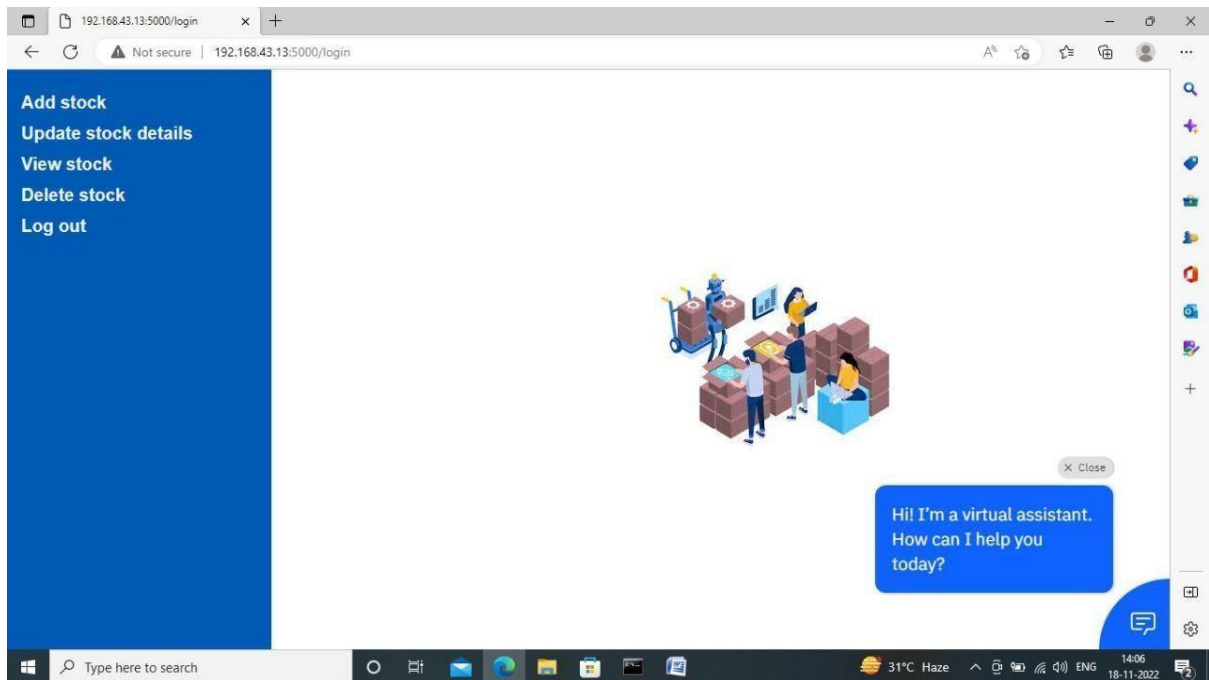 192.168.43.13:5000/login
Not secure | 192.168.43.13:5000/login
Add stock
Update stock details
View stock
Delete stock
Log out
× Close
Hi! I'm a virtual assistant.
How can I help you
today?
Type here to search
31°C Haze
ENG
14:06
18-11-2022
2